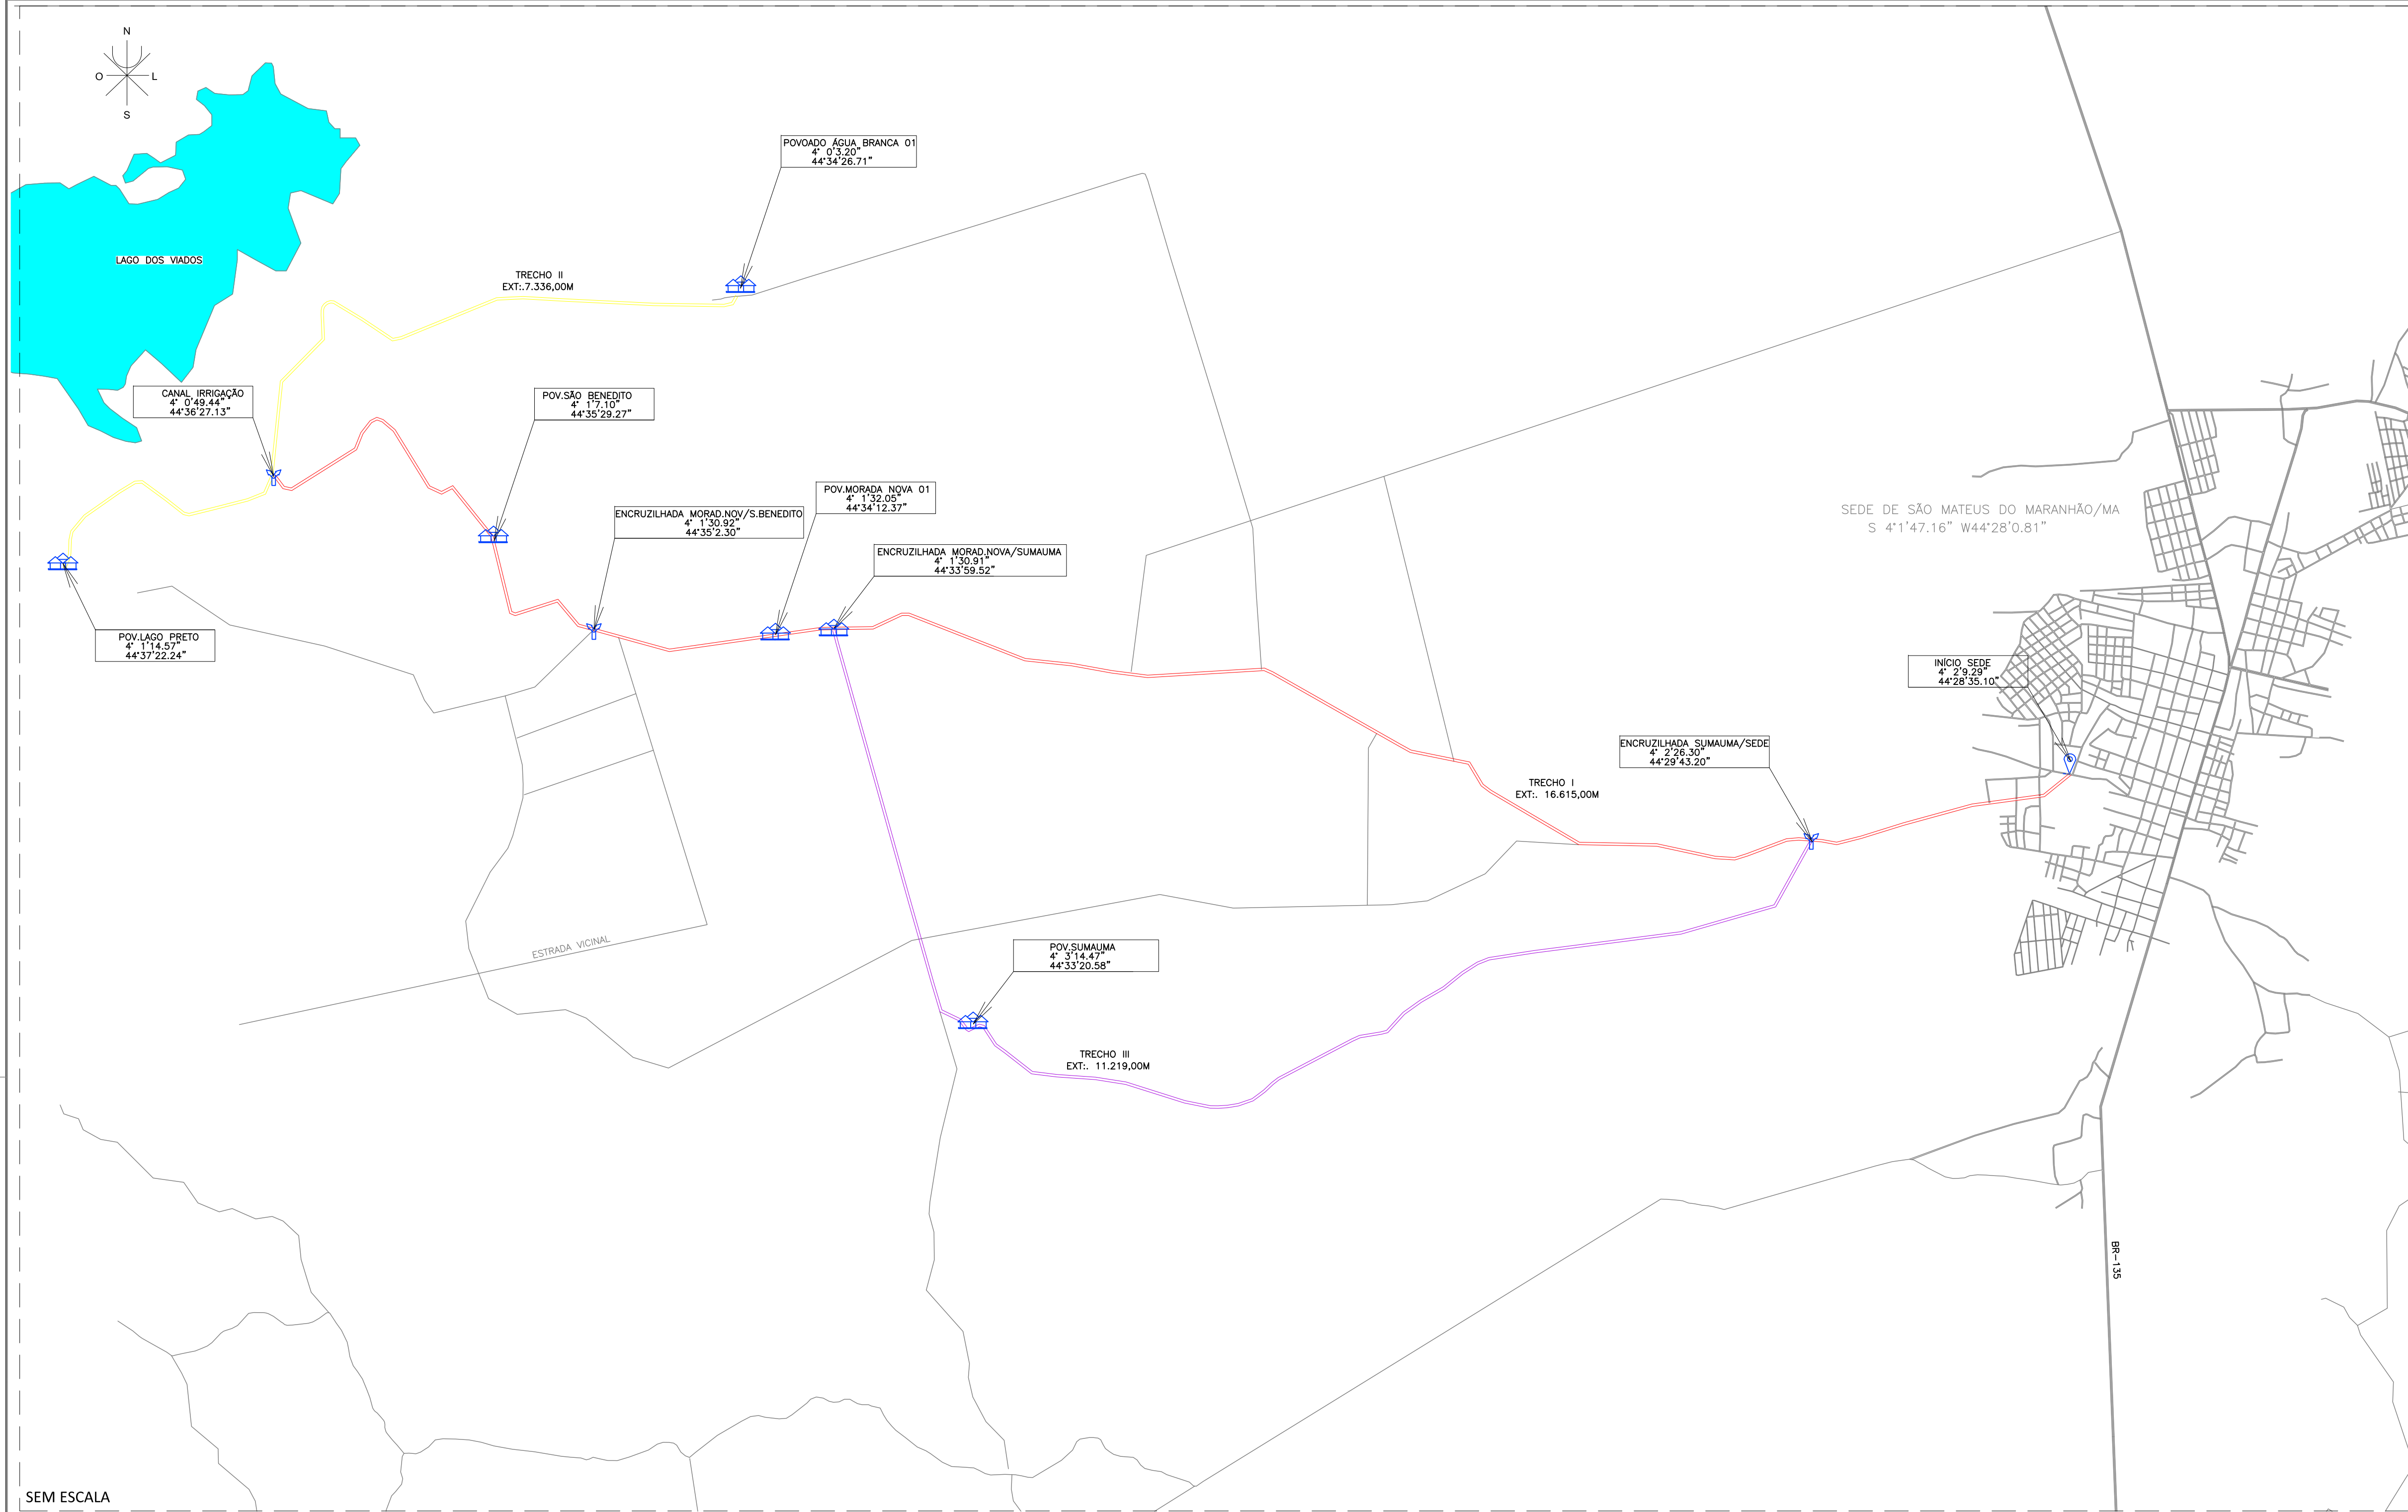 N
O L
S
POVOADO ÁGUA BRANCA 01
4° 0'3.20"
44°34'26.71"
LAGO DOS VIADOS
TRECHO II
EXT:.7.336,00M
CANAL IRRIGAÇÃO
4° 0'49.44"
44°36'27.13"
POV.SÃO BENEDITO
4° 1'7.10"
44°35'29.27"
POV.MORADA NOVA 01
4° 1'32.05"
44°34'12.37"
ENCRUZILHADA MORAD.NOV/S.BENEDITO
4° 1'30.92"
44°35'2.30"
ENCRUZILHADA MORAD.NOVA/SUMAUMA
4° 1'30.91"
44°33'59.52"
SEDE DE SÃO MATEUS DO MARANHÃO/MA
S 4°1'47.16" W44°28'0.81"
POV.LAGO PRETO
4° 1'14.57"
44°37'22.24"
INÍCIO SEDE
4° 2'9.29"
44°28'35.10"
ENCRUZILHADA SUMAUMA/SEDE
4° 2'26.30"
44°29'43.20"
TRECHO I
EXT:. 16.615,00M
ESTRADA VICINAL
POV.SUMAUMA
4° 3'14.47"
44°33'20.58"
TRECHO III
EXT:. 11.219,00M
BR-135
SEM ESCALA